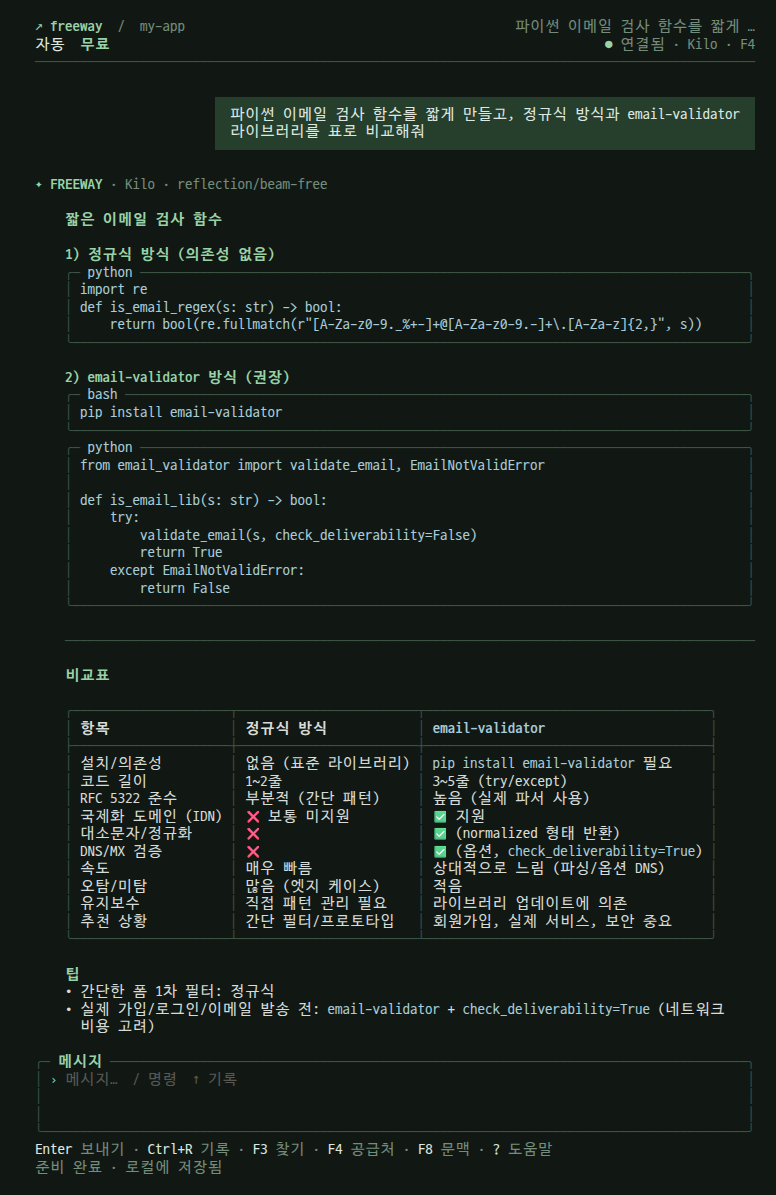 ↗ freeway / my-app
파이썬 이메일 검사 함수를 짧게 …
자동 무료
● 연결됨 · Kilo · F4
파이썬 이메일 검사 함수를 짧게 만들고, 정규식 방식과 email-validator
라이브러리를 표로 비교해줘
✦ FREEWAY · Kilo · reflection/beam-free
짧은 이메일 검사 함수
1) 정규식 방식 (의존성 없음)
python
import re
def is_email_regex(s: str) -> bool:
    return bool(re.fullmatch(r"[A-Za-z0-9._%+-]+@[A-Za-z0-9.-]+\.[A-Za-z]{2,}", s))
2) email-validator 방식 (권장)
bash
pip install email-validator
python
from email_validator import validate_email, EmailNotValidError
def is_email_lib(s: str) -> bool:
    try:
        validate_email(s, check_deliverability=False)
        return True
    except EmailNotValidError:
        return False
비교표
항목 정규식 방식 email-validator
설치/의존성 없음 (표준 라이브러리) pip install email-validator 필요
코드 길이 1~2줄 3~5줄 (try/except)
RFC 5322 준수 부분적 (간단 패턴) 높음 (실제 파서 사용)
국제화 도메인 (IDN) ❌ 보통 미지원 ✅ 지원
대소문자/정규화 ❌ ✅ (normalized 형태 반환)
DNS/MX 검증 ❌ ✅ (옵션, check_deliverability=True)
속도 매우 빠름 상대적으로 느림 (파싱/옵션 DNS)
오탐/미탐 많음 (엣지 케이스) 적음
유지보수 직접 패턴 관리 필요 라이브러리 업데이트에 의존
추천 상황 간단 필터/프로토타입 회원가입, 실제 서비스, 보안 중요
팁
• 간단한 폼 1차 필터: 정규식
• 실제 가입/로그인/이메일 발송 전: email-validator + check_deliverability=True (네트워크
비용 고려)
메시지
› 메시지… / 명령 ↑ 기록
Enter 보내기 · Ctrl+R 기록 · F3 찾기 · F4 공급처 · F8 문맥 · ? 도움말
준비 완료 · 로컬에 저장됨